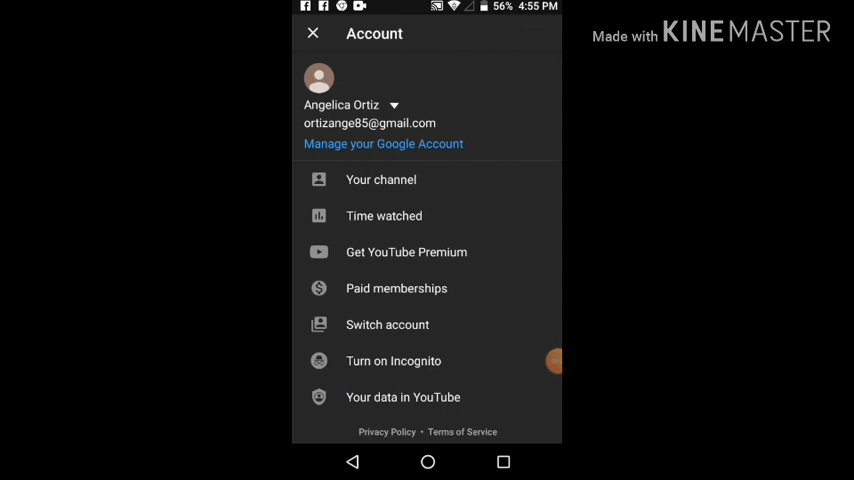 56% 4:55 PM
Made with KINEMASTER
Account
Angelica Ortiz
ortizange85@gmail.com
Manage your Google Account
Your channel
Time watched
Get YouTube Premium
Paid memberships
Switch account
Turn on Incognito
Your data in YouTube
Privacy Policy • Terms of Service